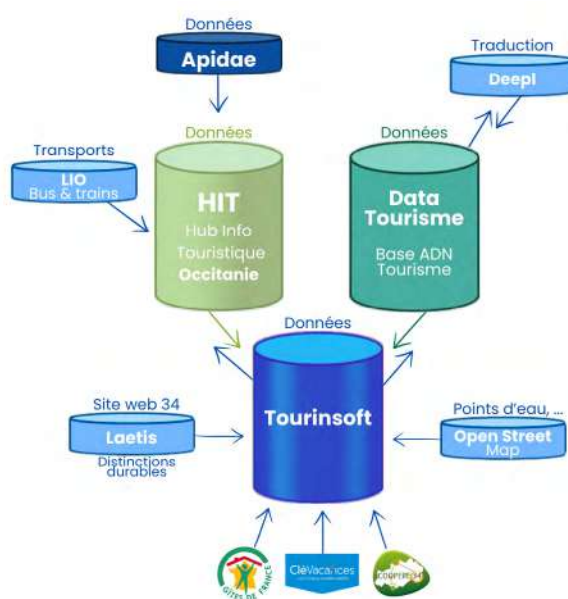 Données
Apidae
Traduction
Deepl
Données
Données
Transports
LIO
Bus & trains
HIT
Hub Info
Touristique
Occitanie
Data
Tourisme
Base ADN
Tourisme
Données
Tourinsoft
Site web 34
Laetis
Distinctions
durables
Points d'eau, ...
Open Street
Map
GÎTES DE FRANCE
CléVacances